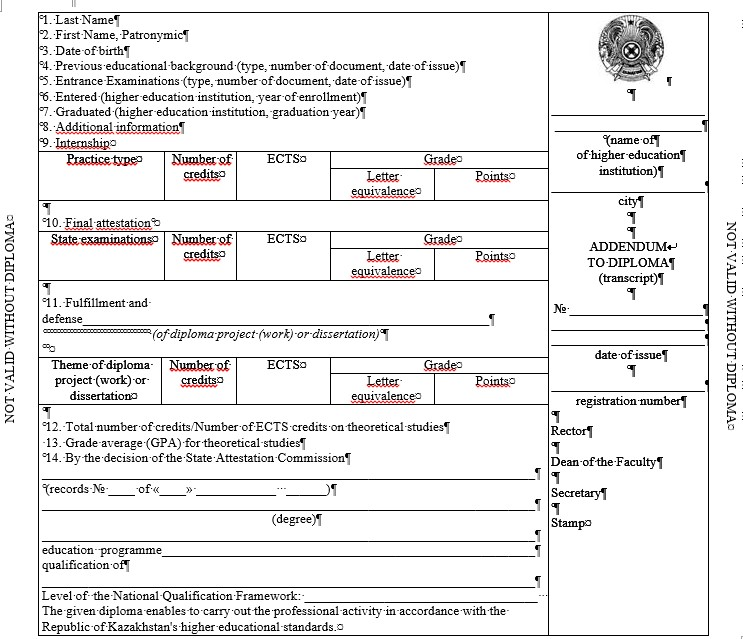 NOT VALID WITHOUT DIPLOMA
1. Last Name
2. First Name, Patronymic
3. Date of birth
4. Previous educational background (type, number of document, date of issue)
5. Entrance Examinations (type, number of document, date of issue)
6. Entered (higher education institution, year of enrollment)
7. Graduated (higher education institution, graduation year)
8. Additional information
9. Internship
Practice type Number of credits ECTS Grade
Letter equivalence Points
10. Final attestation
State examinations Number of credits ECTS Grade
Letter equivalence Points
11. Fulfillment and
defense
(of diploma project (work) or dissertation)
Theme of diploma project (work) or dissertation Number of credits ECTS Grade
Letter equivalence Points
12. Total number of credits/Number of ECTS credits on theoretical studies
13. Grade average (GPA) for theoretical studies
14. By the decision of the State Attestation Commission
(records № ____ of « ____ » ____________ ... ______)
(degree)
education programme
qualification of
Level of the National Qualification Framework:
The given diploma enables to carry out the professional activity in accordance with the
Republic of Kazakhstan's higher educational standards.
(name of
of higher education
institution)
city
ADDENDUM
TO DIPLOMA
(transcript)
№
date of issue
registration number
Rector
Dean of the Faculty
Secretary
Stamp
NOT VALID WITHOUT DIPLOMA